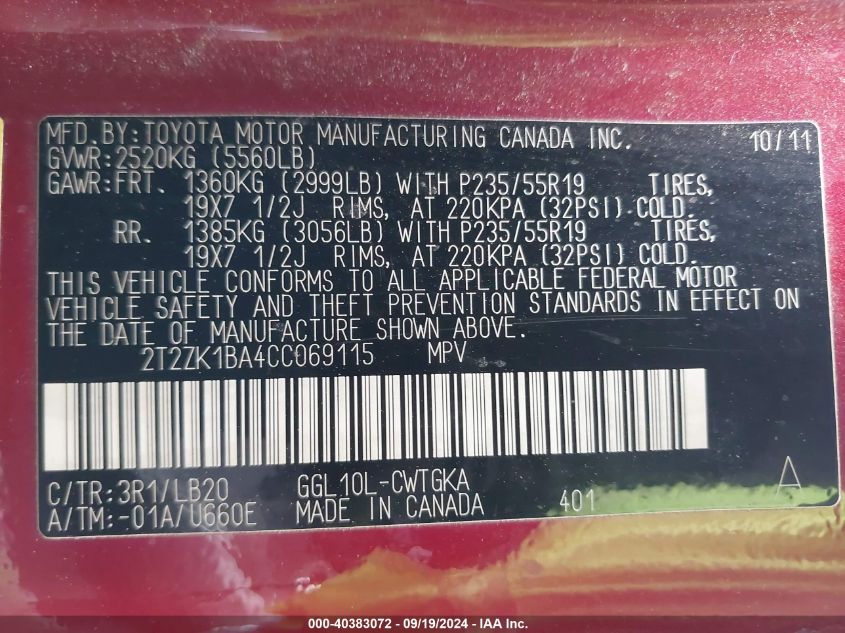 MFD. BY: TOYOTA MOTOR MANUFACTURING CANADA INC. 10/11
GVWR: 2520KG (5560LB)
GAWR: FRT. 1360KG (2999LB) WITH P235/55R19 TIRES,
19X7 1/2J RIMS, AT 220KPA (32PSI) COLD.
RR. 1385KG (3056LB) WITH P235/55R19 TIRES,
19X7 1/2J RIMS, AT 220KPA (32PSI) COLD.
THIS VEHICLE CONFORMS TO ALL APPLICABLE FEDERAL MOTOR
VEHICLE SAFETY AND THEFT PREVENTION STANDARDS IN EFFECT ON
THE DATE OF MANUFACTURE SHOWN ABOVE.
2T2ZK1BA4CC069115 MPV
C/TR: 3R1/LB20 GGL10L-CWTGKA A
A/TM: -01A/U660E MADE IN CANADA 401
000-40383072 - 09/19/2024 - IAA Inc.